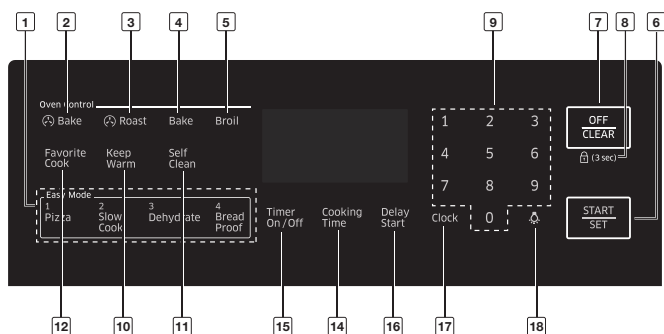 1 2 3 4 5 9 7 8 6
Oven Control
Bake Roast Bake Broil
1 2 3
OFF
CLEAR
(3 sec)
Favorite
Cook
Keep
Warm
Self
Clean
4 5 6
7 8 9
Easy Mode
1
Pizza
2
Slow
Cook
3
Dehydrate
4
Bread
Proof
Timer
On/Off
Cooking
Time
Delay
Start
Clock 0
START
SET
12 10 11 15 14 16 17 18